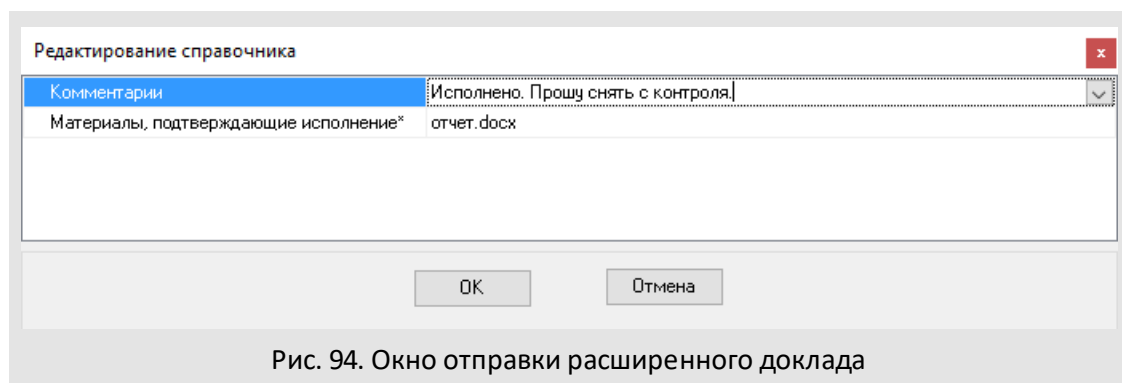 Редактирование справочника
x
Комментарии Исполнено. Прошу снять с контроля.
Материалы, подтверждающие исполнение* отчет.docx
OK Отмена
Рис. 94. Окно отправки расширенного доклада